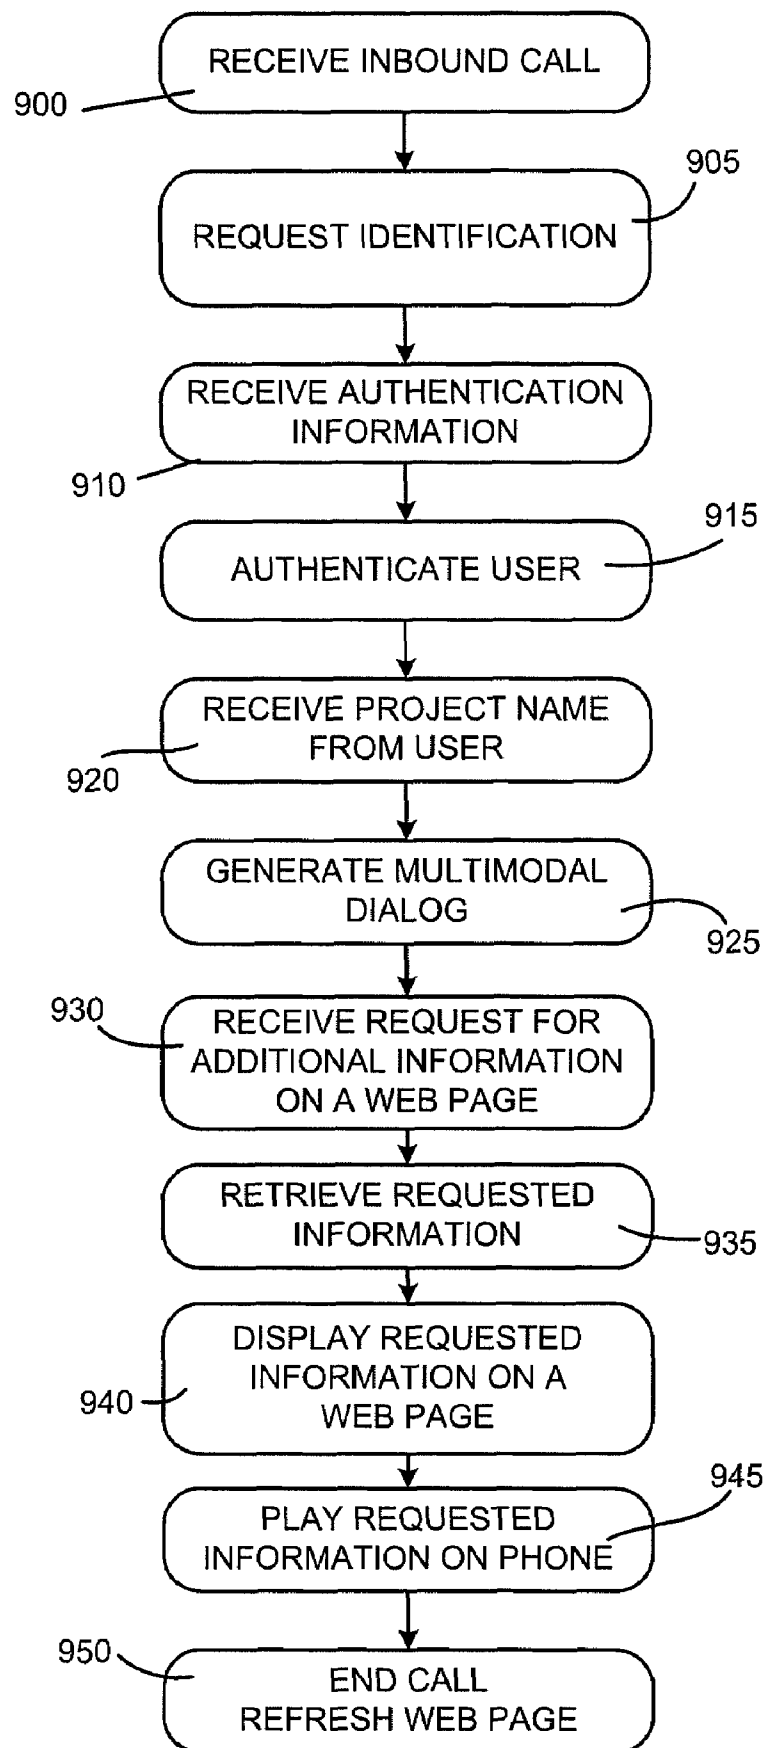 RECEIVE INBOUND CALL
900
905
REQUEST IDENTIFICATION
RECEIVE AUTHENTICATION
INFORMATION
910
915
AUTHENTICATE USER
RECEIVE PROJECT NAME
FROM USER
920
GENERATE MULTIMODAL
DIALOG
925
930
RECEIVE REQUEST FOR
ADDITIONAL INFORMATION
ON A WEB PAGE
RETRIEVE REQUESTED
INFORMATION
935
DISPLAY REQUESTED
INFORMATION ON A
WEB PAGE
940
945
PLAY REQUESTED
INFORMATION ON PHONE
950
END CALL
REFRESH WEB PAGE